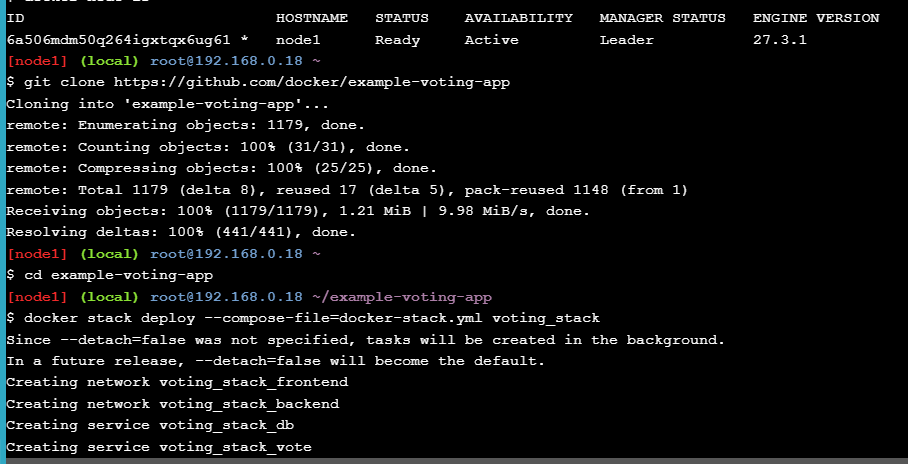 ID HOSTNAME STATUS AVAILABILITY MANAGER STATUS ENGINE VERSION
6a506mdm50q264igxtqx6ug61 * node1 Ready Active Leader 27.3.1
[node1] (local) root@192.168.0.18 ~
$ git clone https://github.com/docker/example-voting-app
Cloning into 'example-voting-app'...
remote: Enumerating objects: 1179, done.
remote: Counting objects: 100% (31/31), done.
remote: Compressing objects: 100% (25/25), done.
remote: Total 1179 (delta 8), reused 17 (delta 5), pack-reused 1148 (from 1)
Receiving objects: 100% (1179/1179), 1.21 MiB | 9.98 MiB/s, done.
Resolving deltas: 100% (441/441), done.
[node1] (local) root@192.168.0.18 ~
$ cd example-voting-app
[node1] (local) root@192.168.0.18 ~/example-voting-app
$ docker stack deploy --compose-file=docker-stack.yml voting_stack
Since --detach=false was not specified, tasks will be created in the background.
In a future release, --detach=false will become the default.
Creating network voting_stack_frontend
Creating network voting_stack_backend
Creating service voting_stack_db
Creating service voting_stack_vote